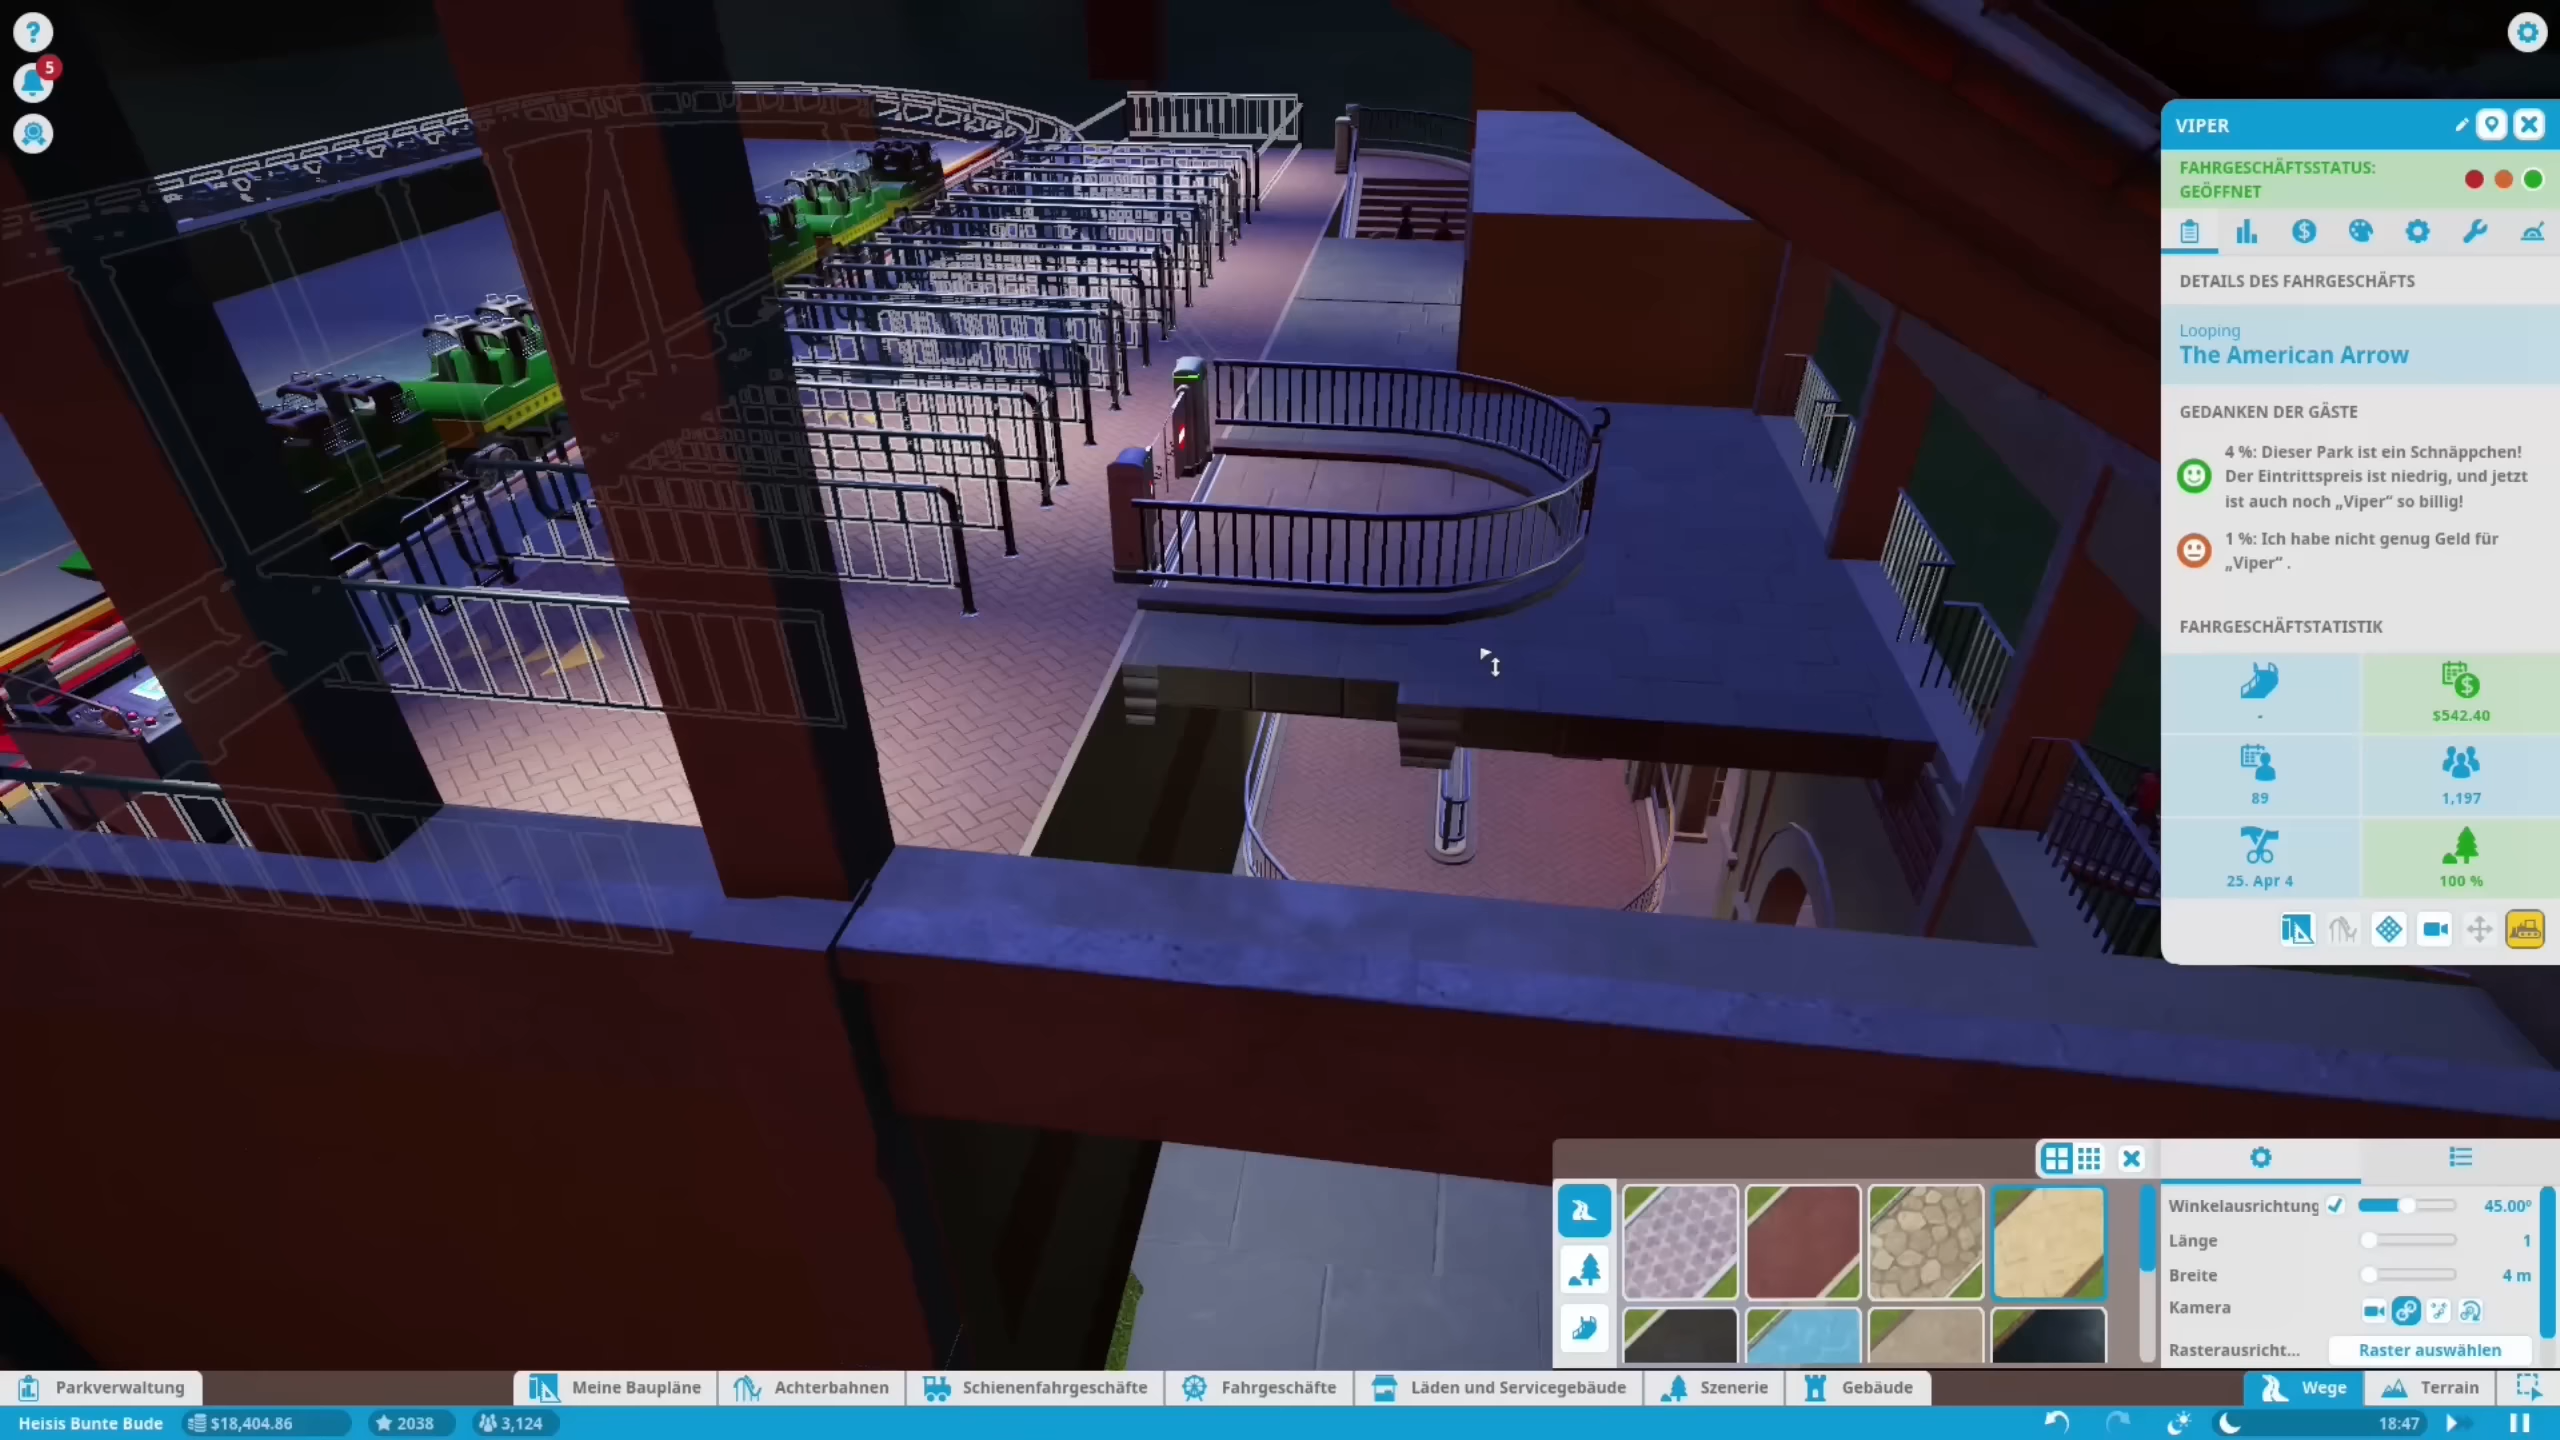 ?
5
VIPER
FAHRGESCHÄFTSSTATUS:
GEÖFFNET
DETAILS DES FAHRGESCHÄFTS
Looping
The American Arrow
GEDANKEN DER GÄSTE
4 %: Dieser Park ist ein Schnäppchen!
Der Eintrittspreis ist niedrig, und jetzt
ist auch noch „Viper“ so billig!
1 %: Ich habe nicht genug Geld für
„Viper“ .
FAHRGESCHÄFTSTATISTIK
-
$542.40
89
1,197
25. Apr 4
100 %
Winkelausrichtung
45.00°
Länge
1
Breite
4 m
Kamera
Rasterausricht...
Raster auswählen
Parkverwaltung
Meine Baupläne
Achterbahnen
Schienenfahrgeschäfte
Fahrgeschäfte
Läden und Servicegebäude
Szenerie
Gebäude
Wege
Terrain
Heisis Bunte Bude
$18,404.86
2038
3,124
18:47